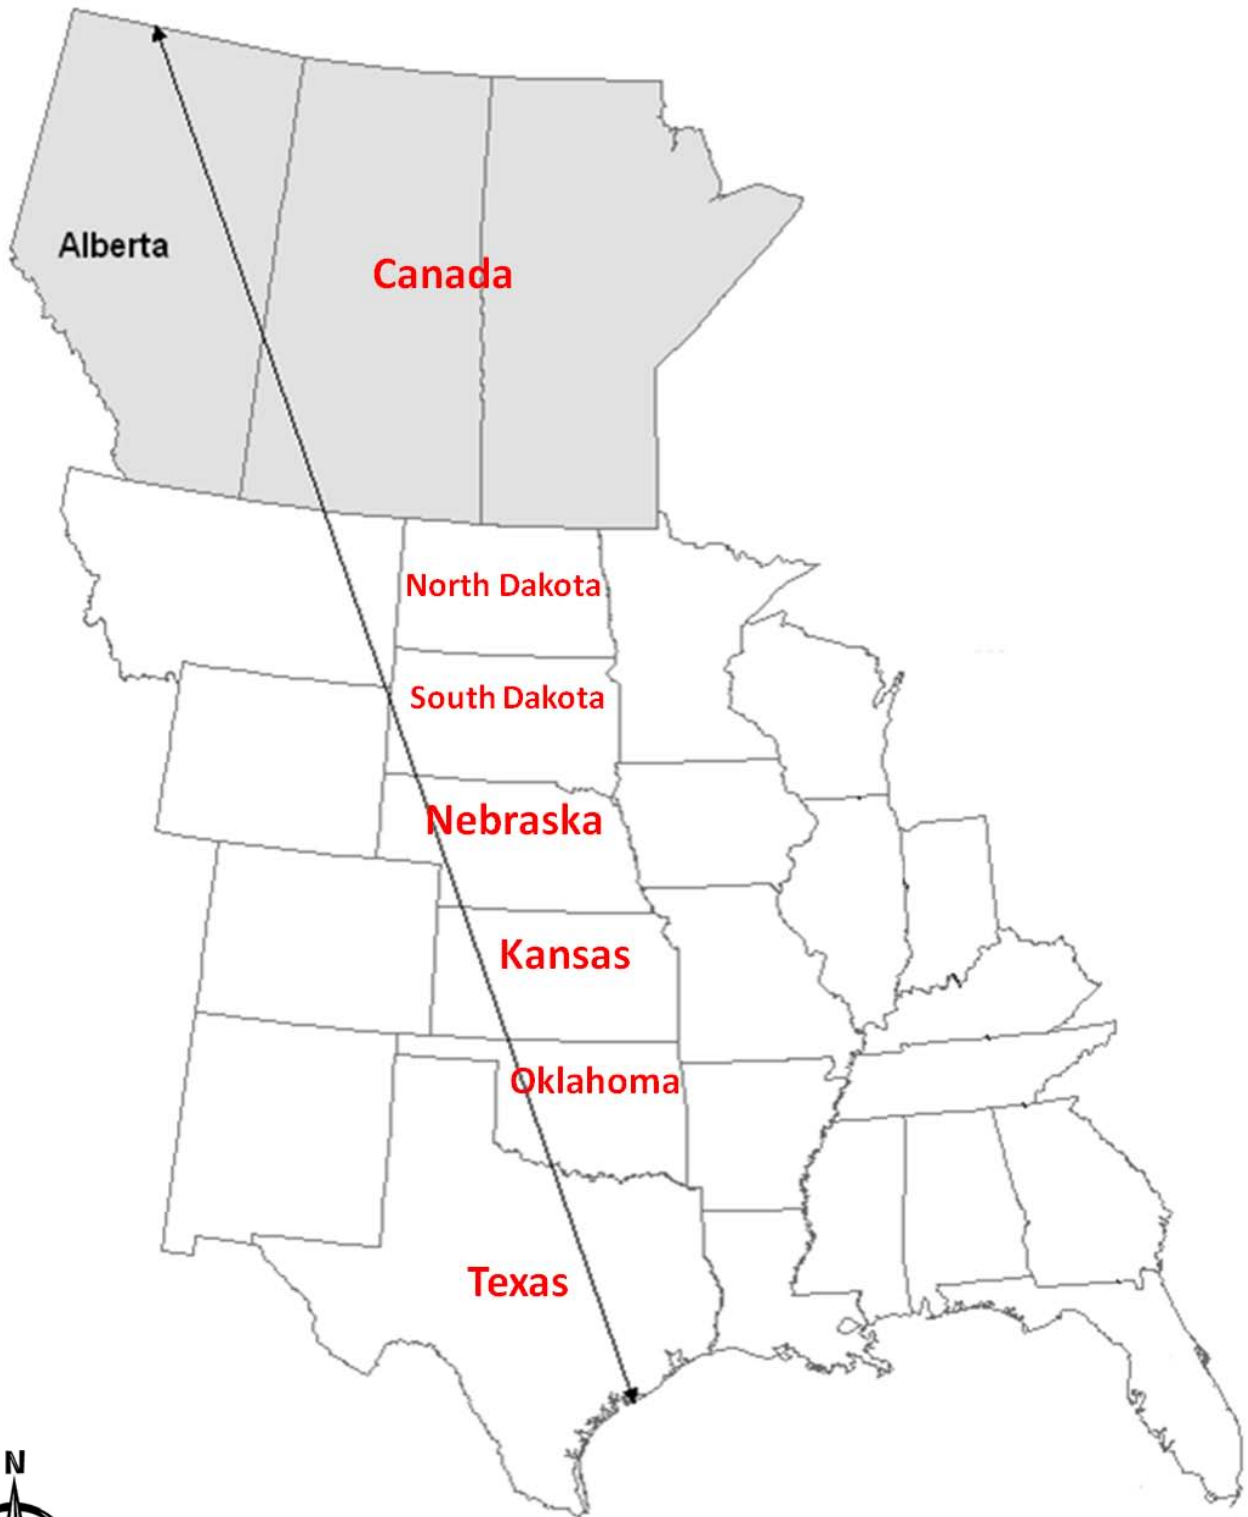 Alberta
Canada
North Dakota
South Dakota
Nebraska
Kansas
Oklahoma
Texas
N